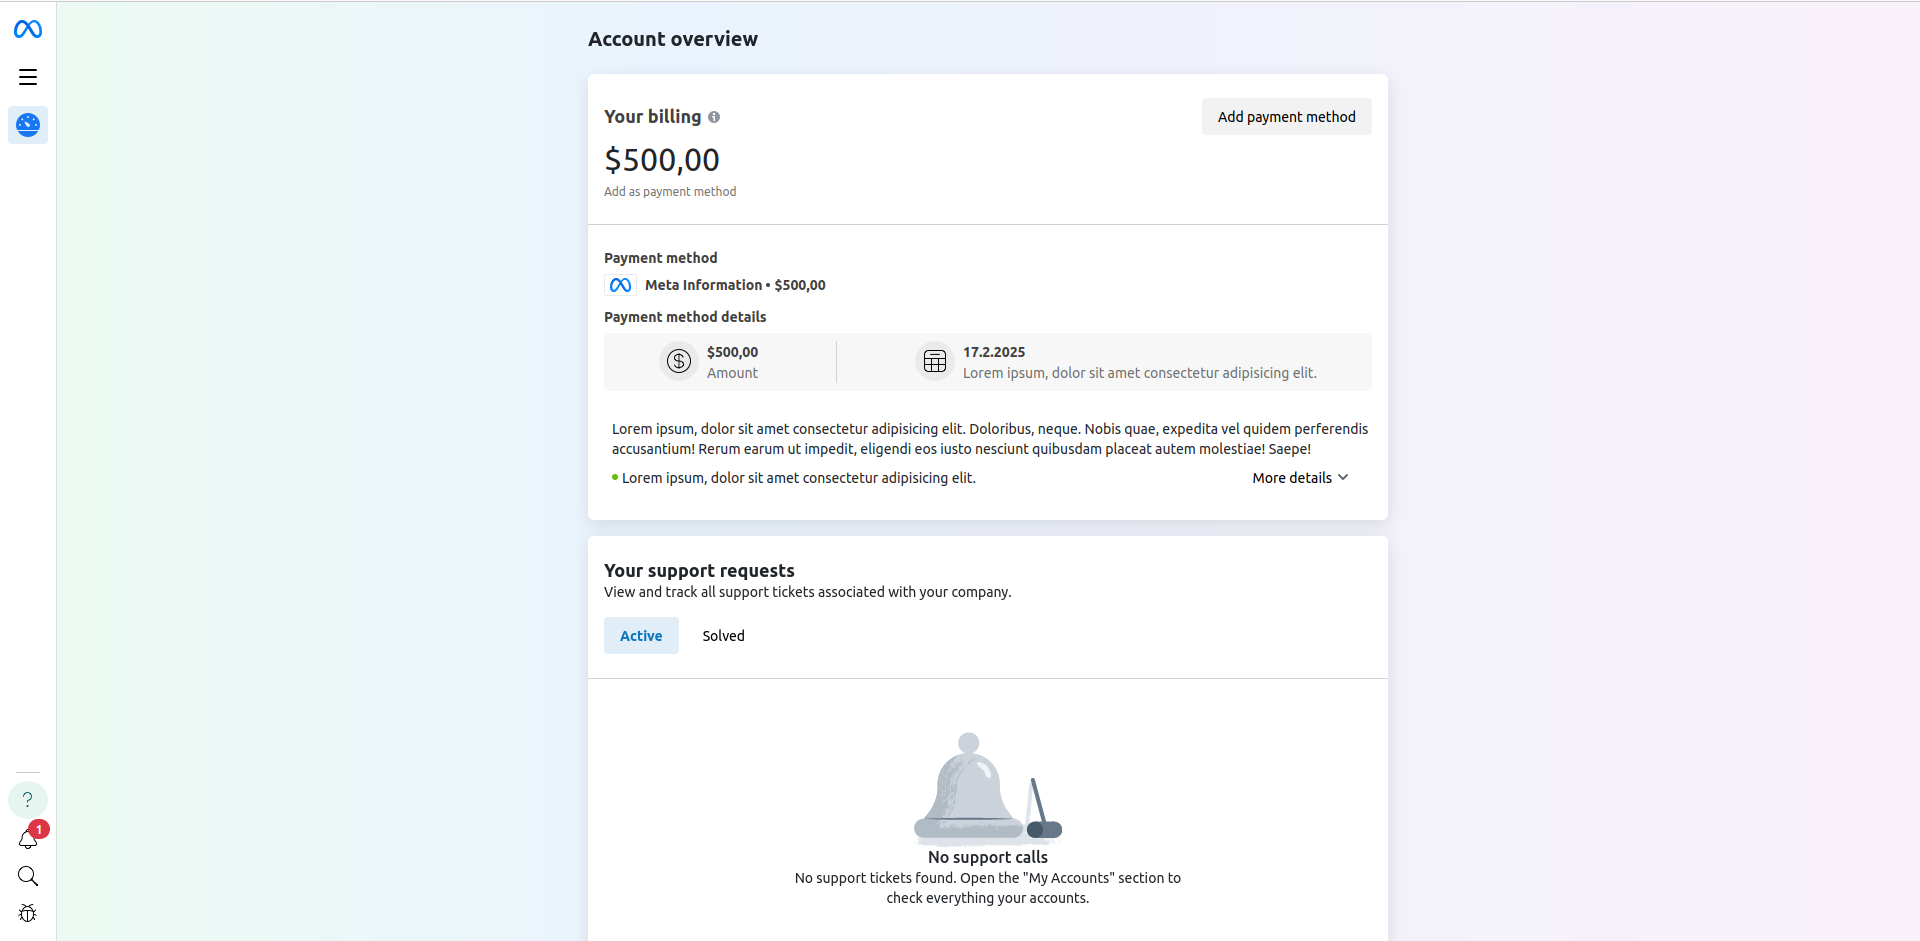 Account overview
Your billing
Add payment method
$500,00
Add as payment method
Payment method
Meta Information • $500,00
Payment method details
$500,00
Amount
17.2.2025
Lorem ipsum, dolor sit amet consectetur adipisicing elit.
Lorem ipsum, dolor sit amet consectetur adipisicing elit. Doloribus, neque. Nobis quae, expedita vel quidem perferendis
accusantium! Rerum earum ut impedit, eligendi eos iusto nesciunt quibusdam placeat autem molestiae! Saepe!
Lorem ipsum, dolor sit amet consectetur adipisicing elit.
More details
Your support requests
View and track all support tickets associated with your company.
Active
Solved
No support calls
No support tickets found. Open the "My Accounts" section to
check everything your accounts.
?
1